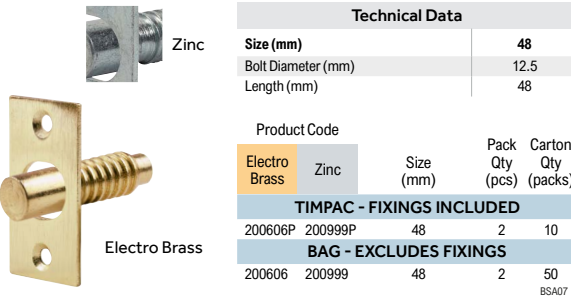 Zinc
Electro Brass
Technical Data
Size (mm) 48
Bolt Diameter (mm) 12.5
Length (mm) 48
Product Code
Electro Brass Zinc Size (mm) Pack Qty (pcs) Carton Qty (packs)
TIMPAC - FIXINGS INCLUDED
200606P 200999P 48 2 10
BAG - EXCLUDES FIXINGS
200606 200999 48 2 50
BSA07